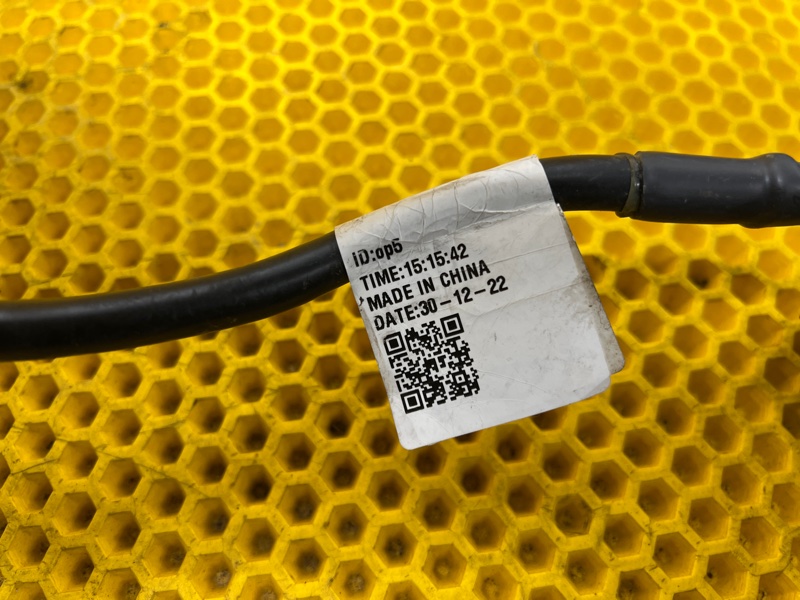 ID:op5
TIME:15:15:42
MADE IN CHINA
DATE:30-12-22